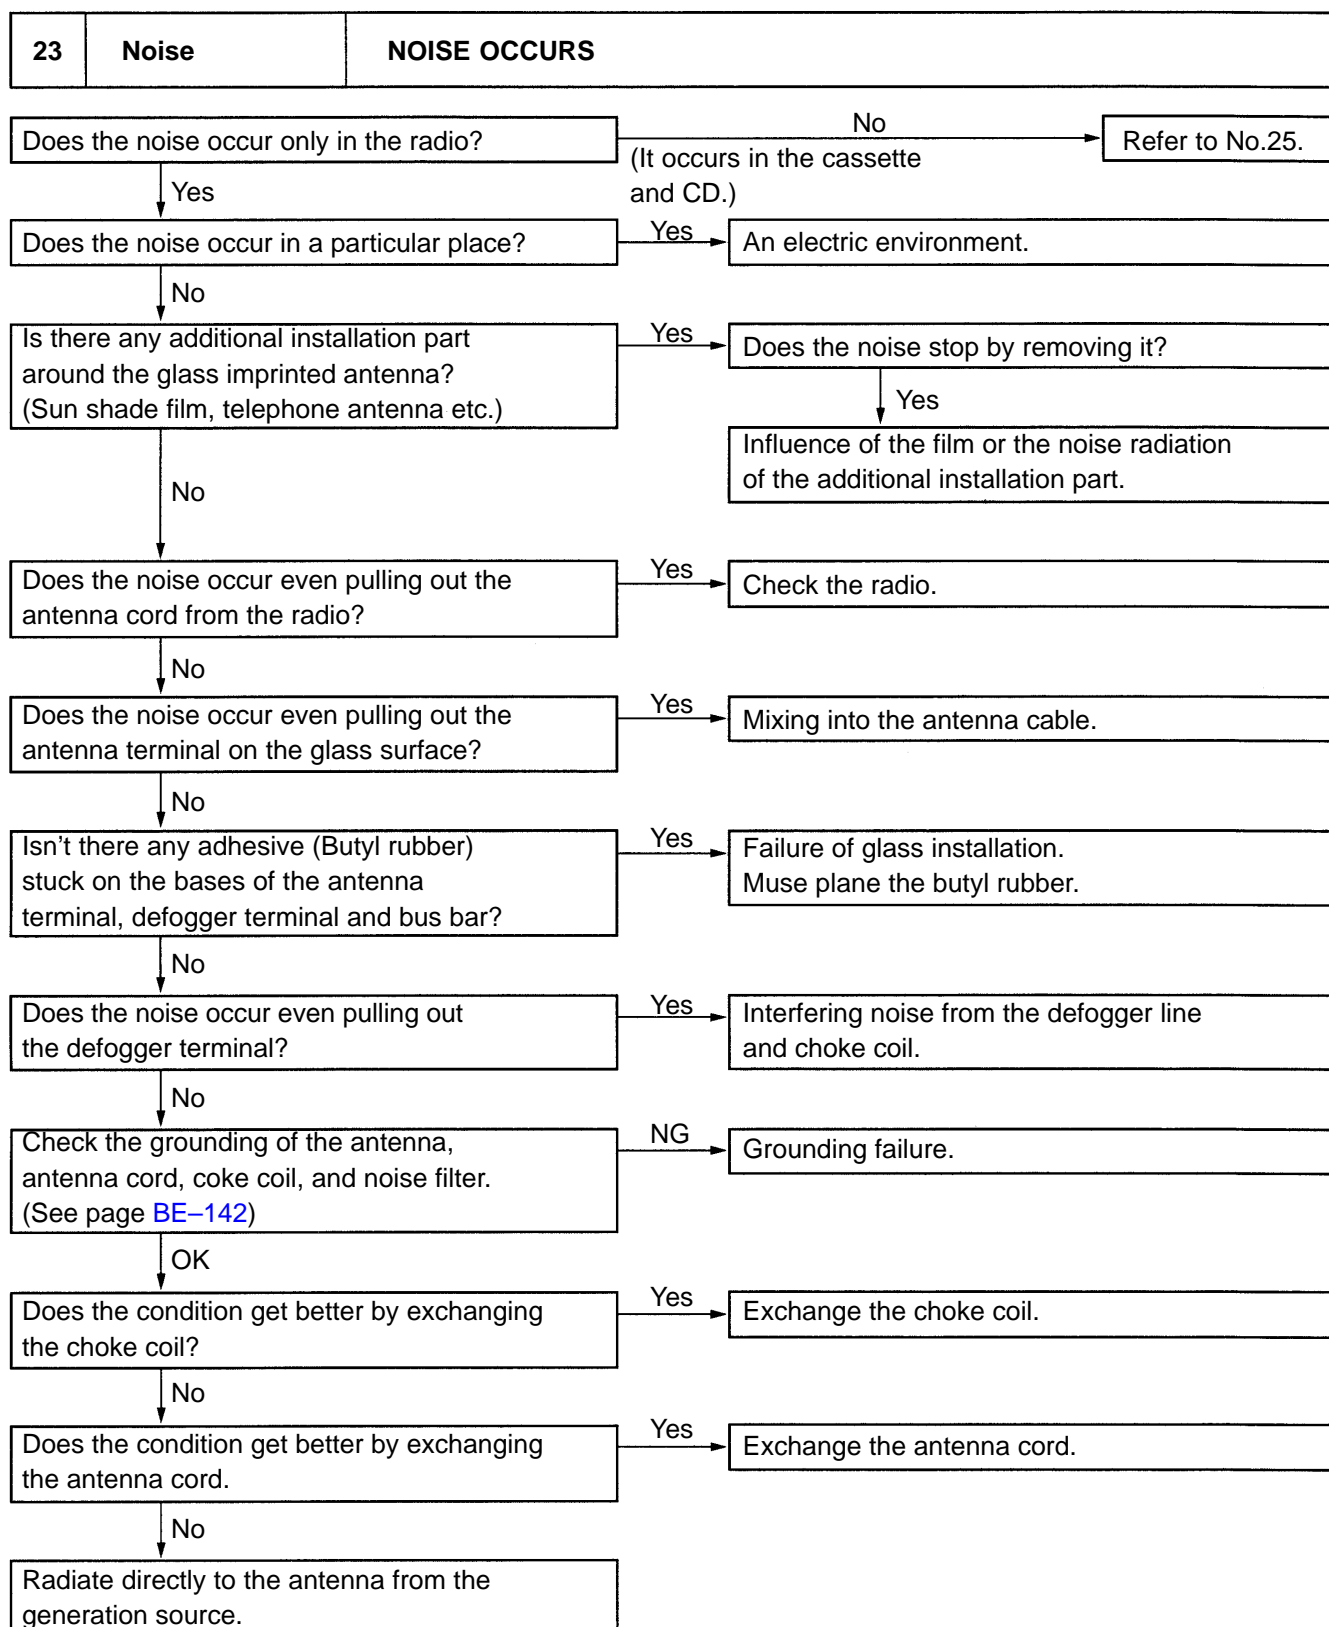 23 Noise NOISE OCCURS
Does the noise occur only in the radio?
No
(It occurs in the cassette
and CD.)
Refer to No.25.
Yes
Does the noise occur in a particular place?
Yes
An electric environment.
No
Is there any additional installation part
around the glass imprinted antenna?
(Sun shade film, telephone antenna etc.)
Yes
Does the noise stop by removing it?
Yes
Influence of the film or the noise radiation
of the additional installation part.
No
Does the noise occur even pulling out the
antenna cord from the radio?
Yes
Check the radio.
No
Does the noise occur even pulling out the
antenna terminal on the glass surface?
Yes
Mixing into the antenna cable.
No
Isn't there any adhesive (Butyl rubber)
stuck on the bases of the antenna
terminal, defogger terminal and bus bar?
Yes
Failure of glass installation.
Muse plane the butyl rubber.
No
Does the noise occur even pulling out
the defogger terminal?
Yes
Interfering noise from the defogger line
and choke coil.
No
Check the grounding of the antenna,
antenna cord, coke coil, and noise filter.
(See page BE–142)
NG
Grounding failure.
OK
Does the condition get better by exchanging
the choke coil?
Yes
Exchange the choke coil.
No
Does the condition get better by exchanging
the antenna cord.
Yes
Exchange the antenna cord.
No
Radiate directly to the antenna from the
generation source.